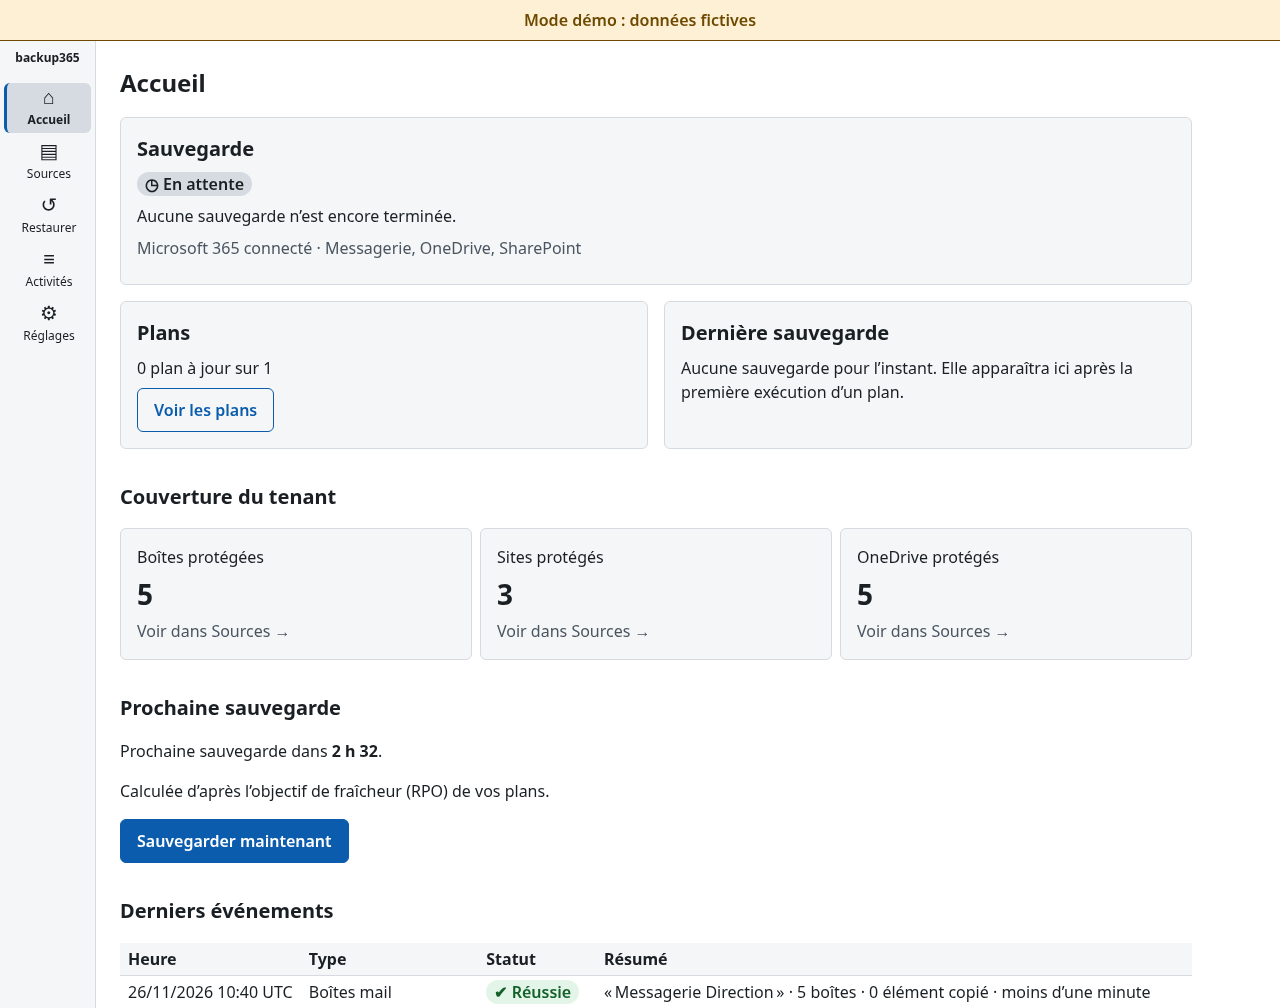 Mode démo : données fictives
backup365
Accueil
Sources
Restaurer
Activités
Réglages
Accueil
Sauvegarde
En attente
Aucune sauvegarde n’est encore terminée.
Microsoft 365 connecté · Messagerie, OneDrive, SharePoint
Plans
0 plan à jour sur 1
Voir les plans
Dernière sauvegarde
Aucune sauvegarde pour l’instant. Elle apparaîtra ici après la
première exécution d’un plan.
Couverture du tenant
Boîtes protégées
5
Voir dans Sources →
Sites protégés
3
Voir dans Sources →
OneDrive protégés
5
Voir dans Sources →
Prochaine sauvegarde
Prochaine sauvegarde dans 2 h 32.
Calculée d’après l’objectif de fraîcheur (RPO) de vos plans.
Sauvegarder maintenant
Derniers événements
Heure Type Statut Résumé
26/11/2026 10:40 UTC Boîtes mail ✔ Réussie « Messagerie Direction » · 5 boîtes · 0 élément copié · moins d’une minute